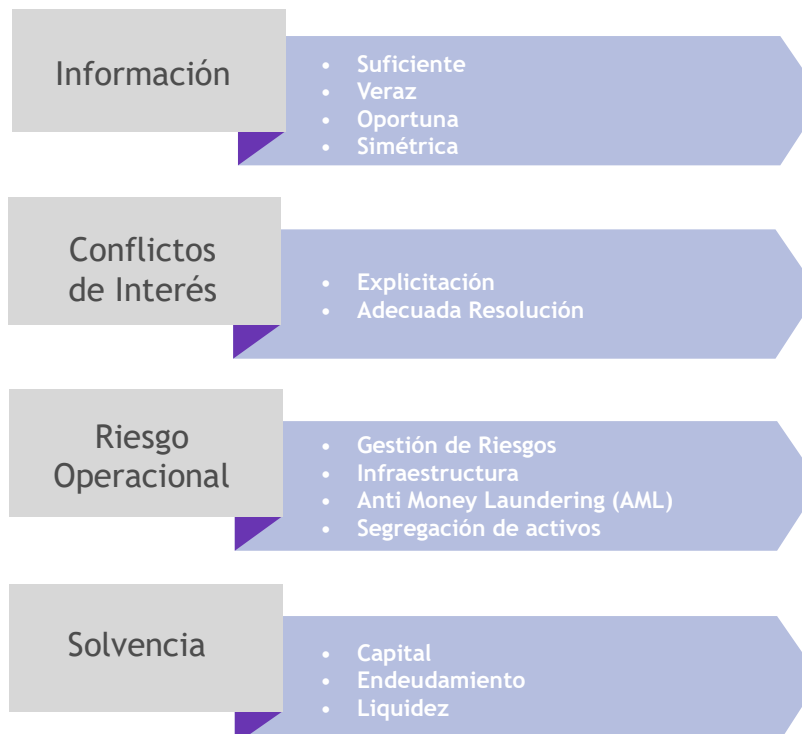 Información
• Suficiente
• Veraz
• Oportuna
• Simétrica
Conflictos
de Interés
• Explicitación
• Adecuada Resolución
Riesgo
Operacional
• Gestión de Riesgos
• Infraestructura
• Anti Money Laundering (AML)
• Segregación de activos
Solvencia
• Capital
• Endeudamiento
• Liquidez